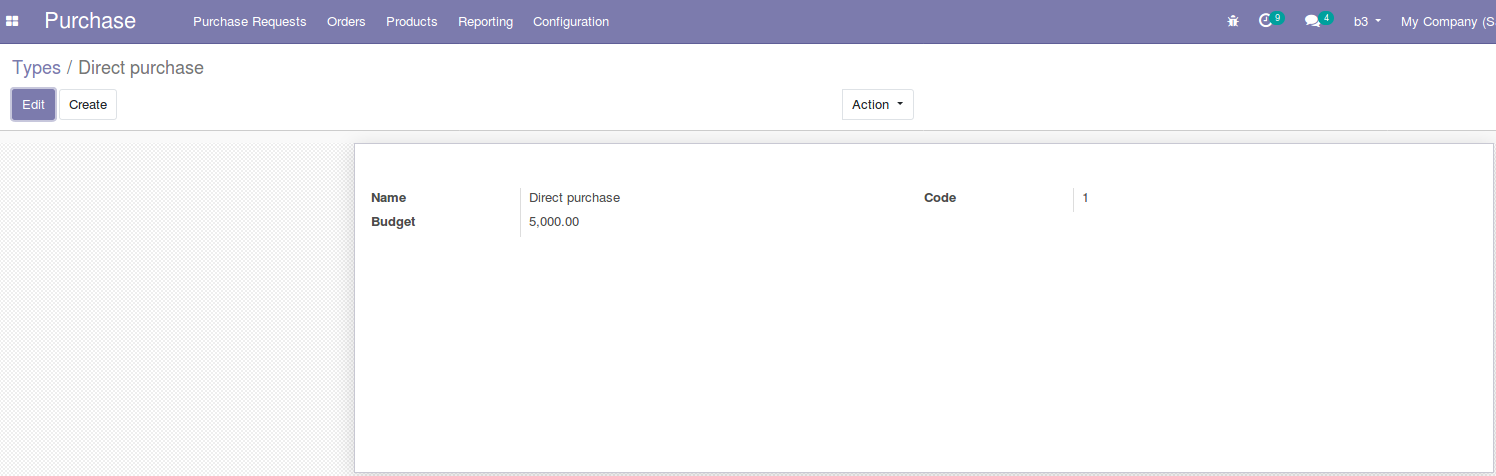 Purchase Purchase Requests Orders Products Reporting Configuration 9 4 b3 My Company (S
Types / Direct purchase
Edit Create Action
Name Direct purchase Code 1
Budget 5,000.00